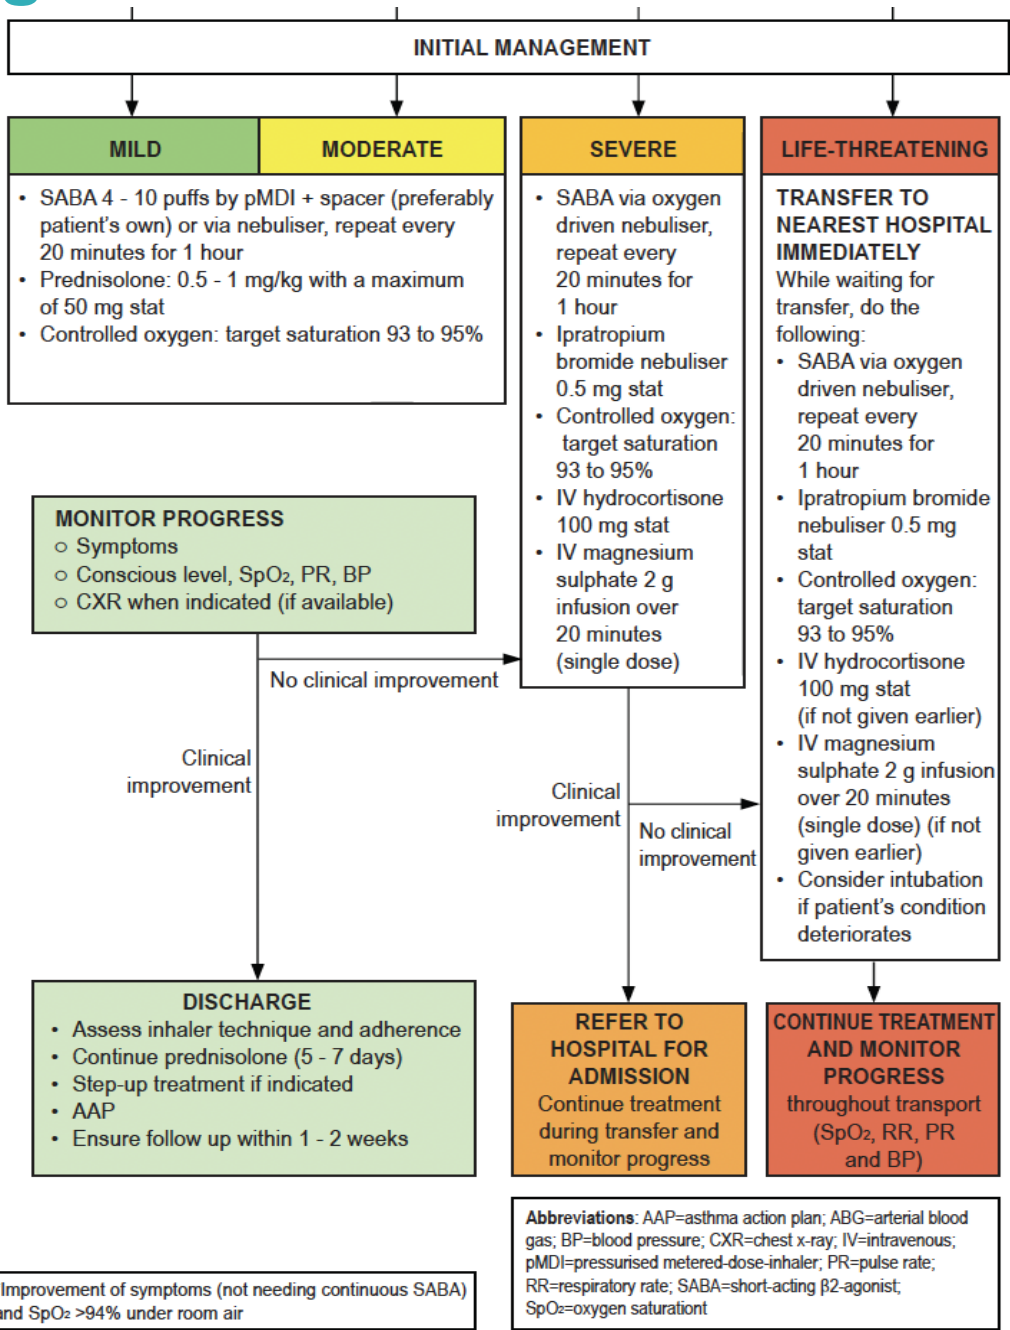 INITIAL MANAGEMENT
MILD
MODERATE
• SABA 4 - 10 puffs by pMDI + spacer (preferably
patient's own) or via nebuliser, repeat every
20 minutes for 1 hour
• Prednisolone: 0.5 - 1 mg/kg with a maximum
of 50 mg stat
• Controlled oxygen: target saturation 93 to 95%
SEVERE
• SABA via oxygen
driven nebuliser,
repeat every
20 minutes for
1 hour
• Ipratropium
bromide nebuliser
0.5 mg stat
• Controlled oxygen:
target saturation
93 to 95%
• IV hydrocortisone
100 mg stat
• IV magnesium
sulphate 2 g
infusion over
20 minutes
(single dose)
LIFE-THREATENING
TRANSFER TO
NEAREST HOSPITAL
IMMEDIATELY
While waiting for
transfer, do the
following:
• SABA via oxygen
driven nebuliser,
repeat every
20 minutes for
1 hour
• Ipratropium bromide
nebuliser 0.5 mg
stat
• Controlled oxygen:
target saturation
93 to 95%
• IV hydrocortisone
100 mg stat
(if not given earlier)
• IV magnesium
sulphate 2 g infusion
over 20 minutes
(single dose) (if not
given earlier)
• Consider intubation
if patient's condition
deteriorates
MONITOR PROGRESS
o Symptoms
o Conscious level, SpO2, PR, BP
o CXR when indicated (if available)
No clinical improvement
Clinical
improvement
Clinical
improvement
No clinical
improvement
DISCHARGE
• Assess inhaler technique and adherence
• Continue prednisolone (5 - 7 days)
• Step-up treatment if indicated
• AAP
• Ensure follow up within 1 - 2 weeks
REFER TO
HOSPITAL FOR
ADMISSION
Continue treatment
during transfer and
monitor progress
CONTINUE TREATMENT
AND MONITOR
PROGRESS
throughout transport
(SpO2, RR, PR
and BP)
Improvement of symptoms (not needing continuous SABA)
and SpO2 >94% under room air
Abbreviations: AAP=asthma action plan; ABG=arterial blood
gas; BP=blood pressure; CXR=chest x-ray; IV=intravenous;
pMDI=pressurised metered-dose-inhaler; PR=pulse rate;
RR=respiratory rate; SABA=short-acting β2-agonist;
SpO2=oxygen saturationt